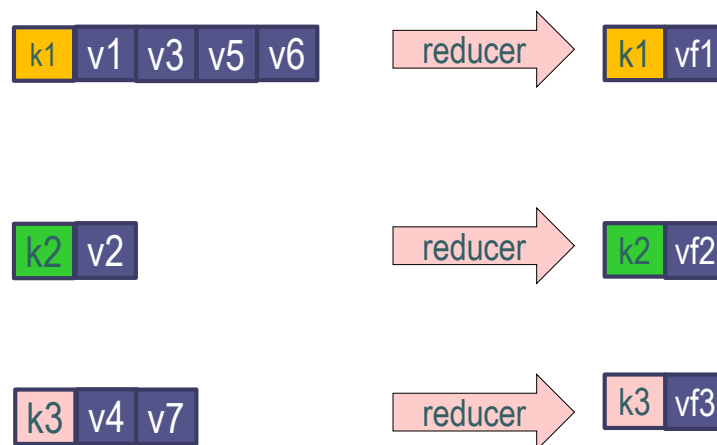 k1 v1 v3 v5 v6 reducer k1 vf1
k2 v2 reducer k2 vf2
k3 v4 v7 reducer k3 vf3